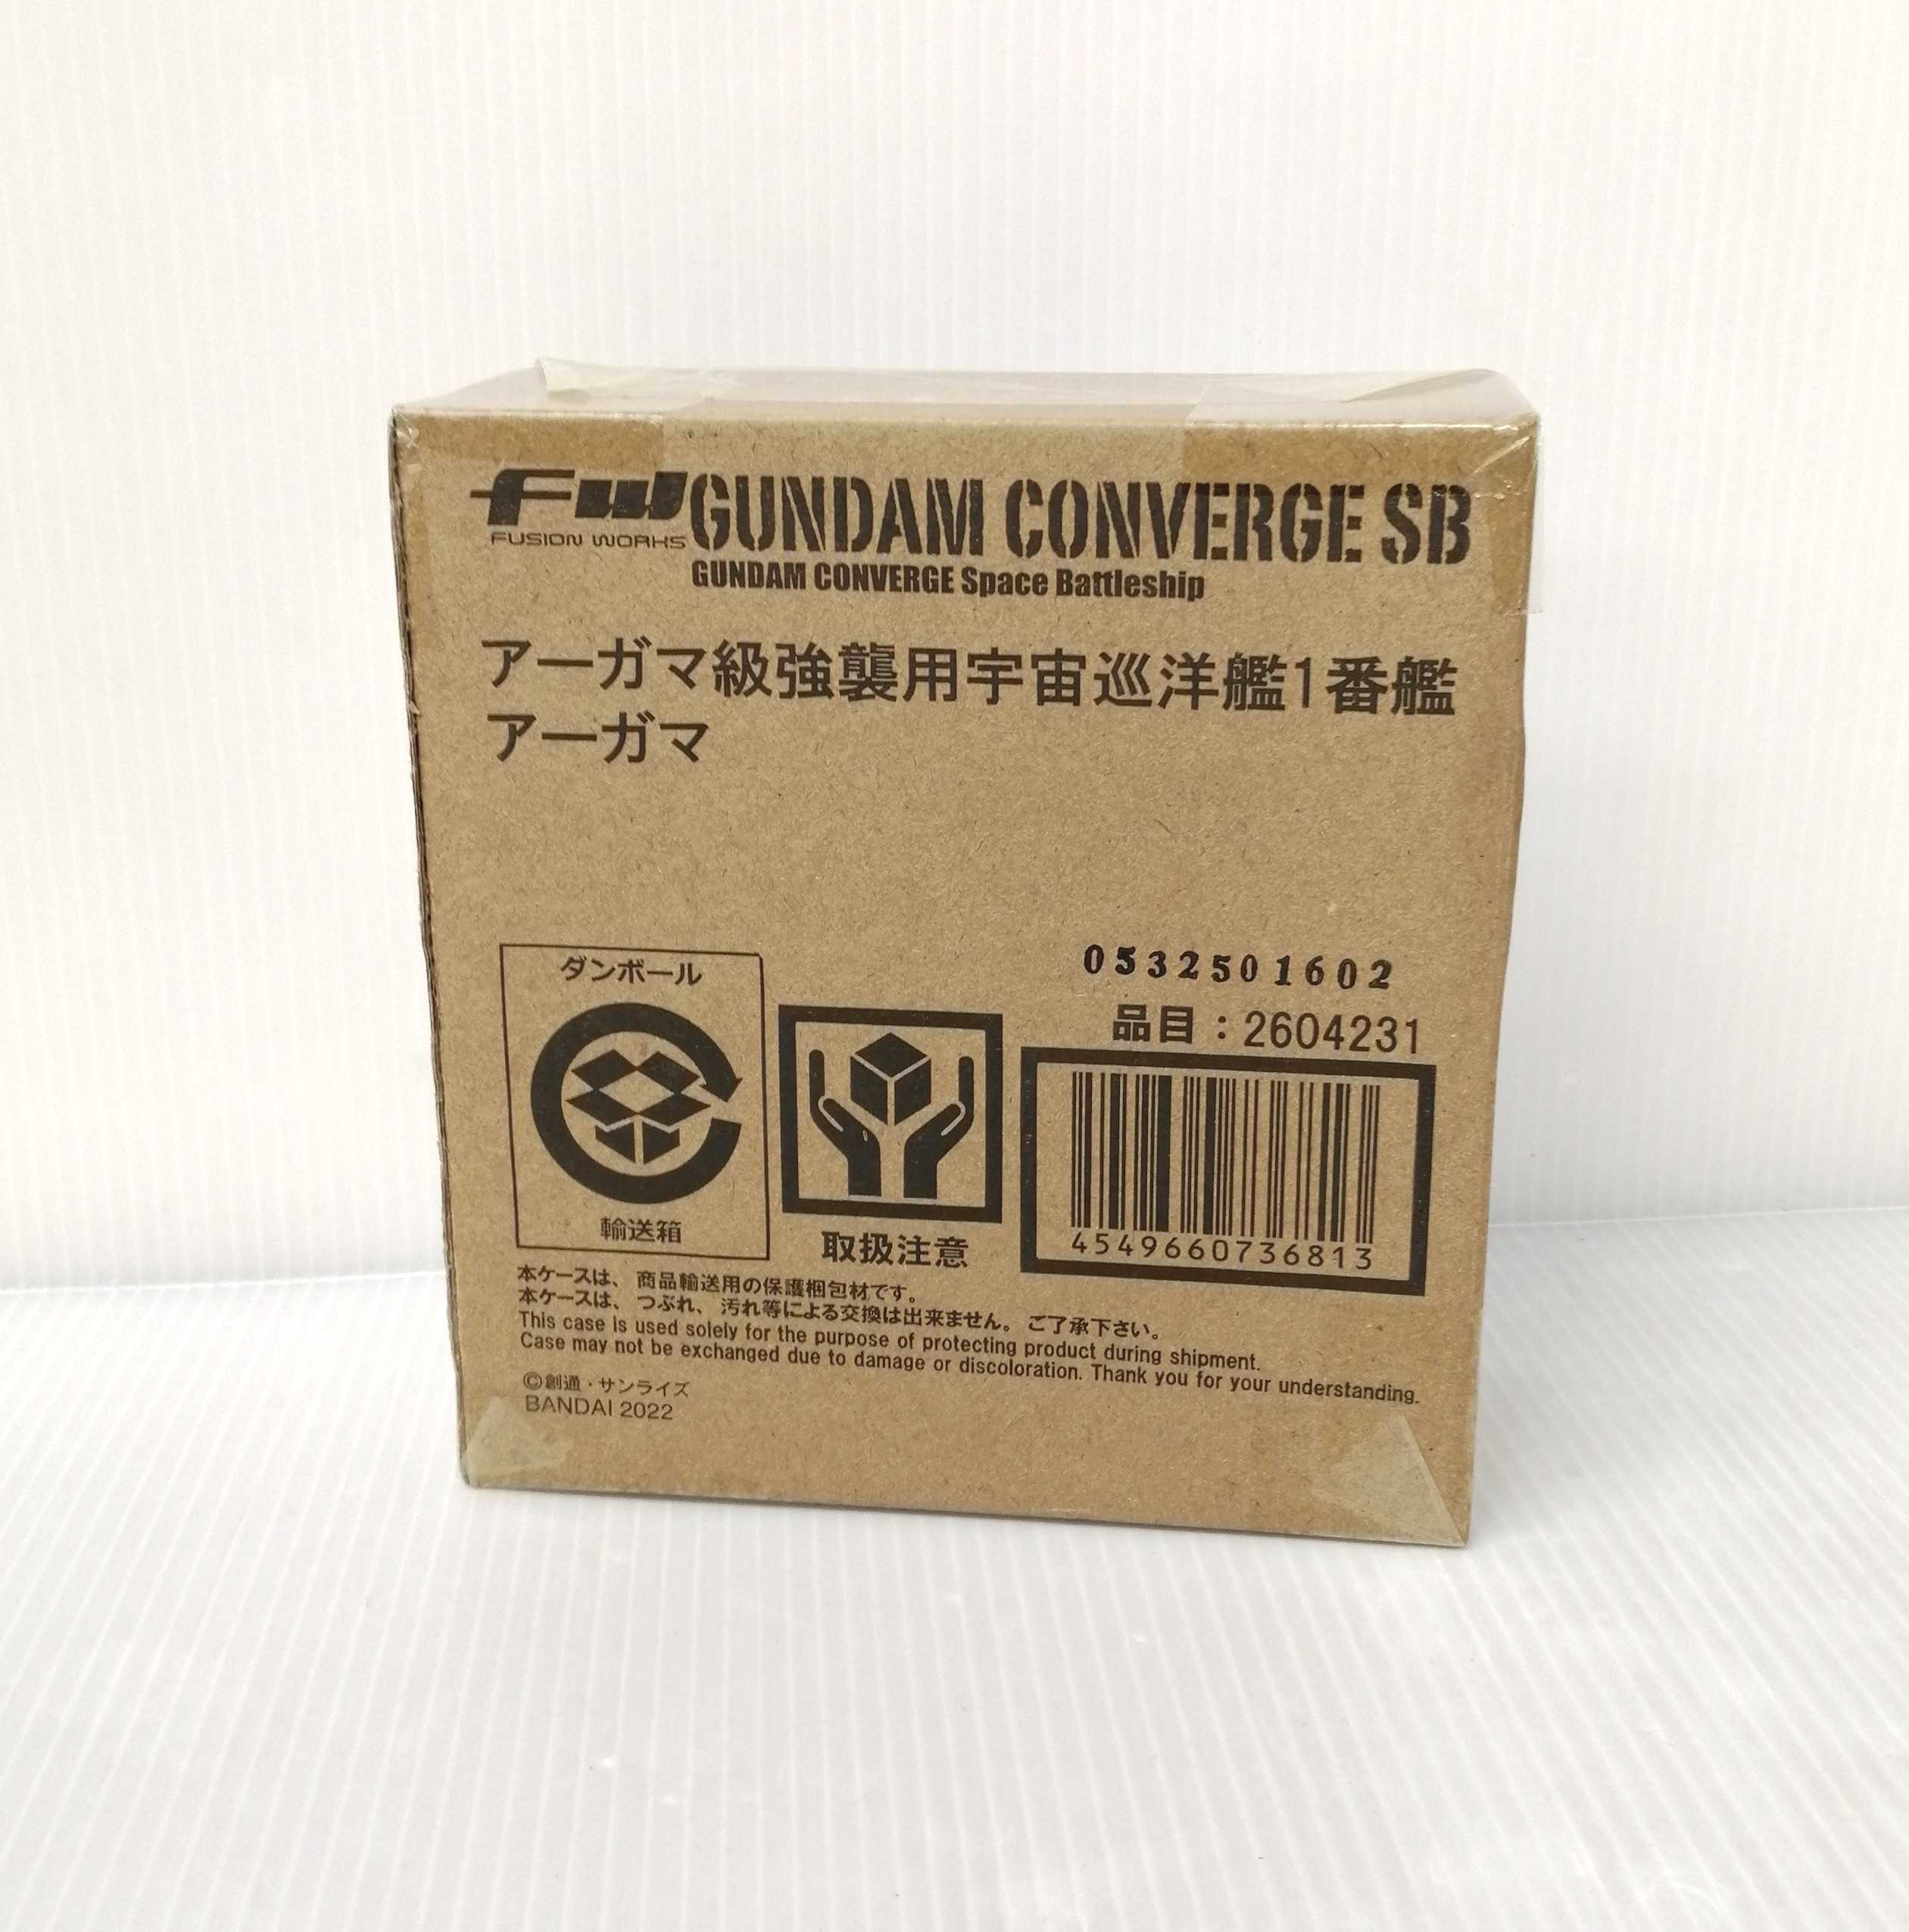 FW GUNDAM CONVERGE SB
FUSION WORKS
GUNDAM CONVERGE Space Battleship
アーガマ級強襲用宇宙巡洋艦1番艦
アーガマ
0532501602
品目：2604231
ダンボール
輸送箱
取扱注意
4549660736813
本ケースは、商品輸送用の保護梱包材です。
本ケースは、つぶれ、汚れ等による交換は出来ません。ご了承下さい。
This case is used solely for the purpose of protecting product during shipment.
Case may not be exchanged due to damage or discoloration. Thank you for your understanding.
©創通・サンライズ
BANDAI 2022